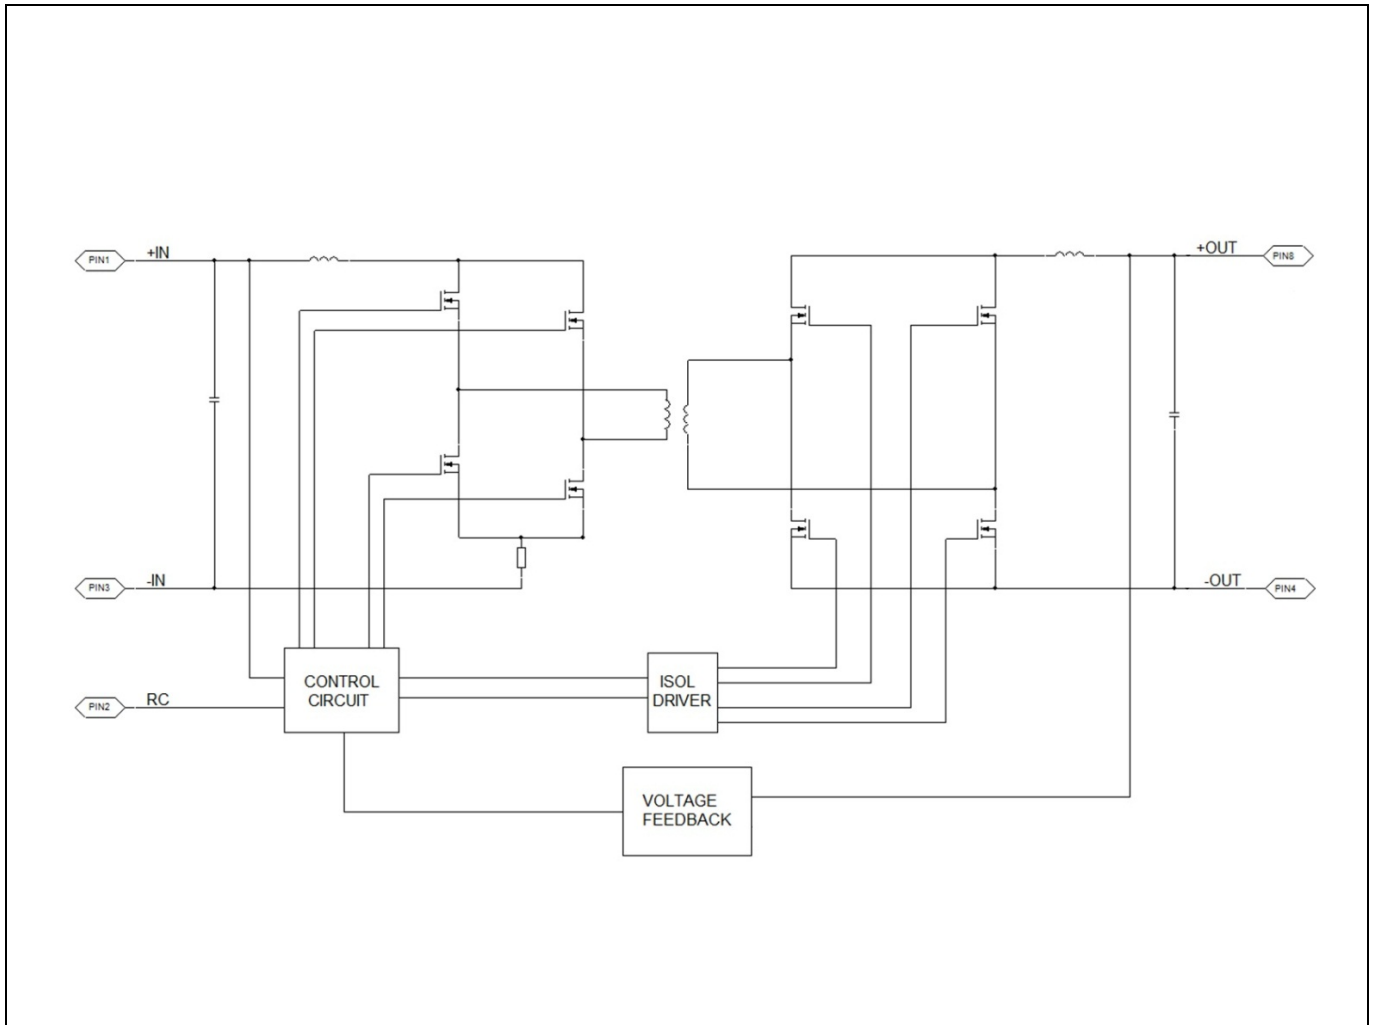 PIN1
+IN
+OUT
PIN8
PIN3
-IN
-OUT
PIN4
PIN2
RC
CONTROL
CIRCUIT
ISOL
DRIVER
VOLTAGE
FEEDBACK